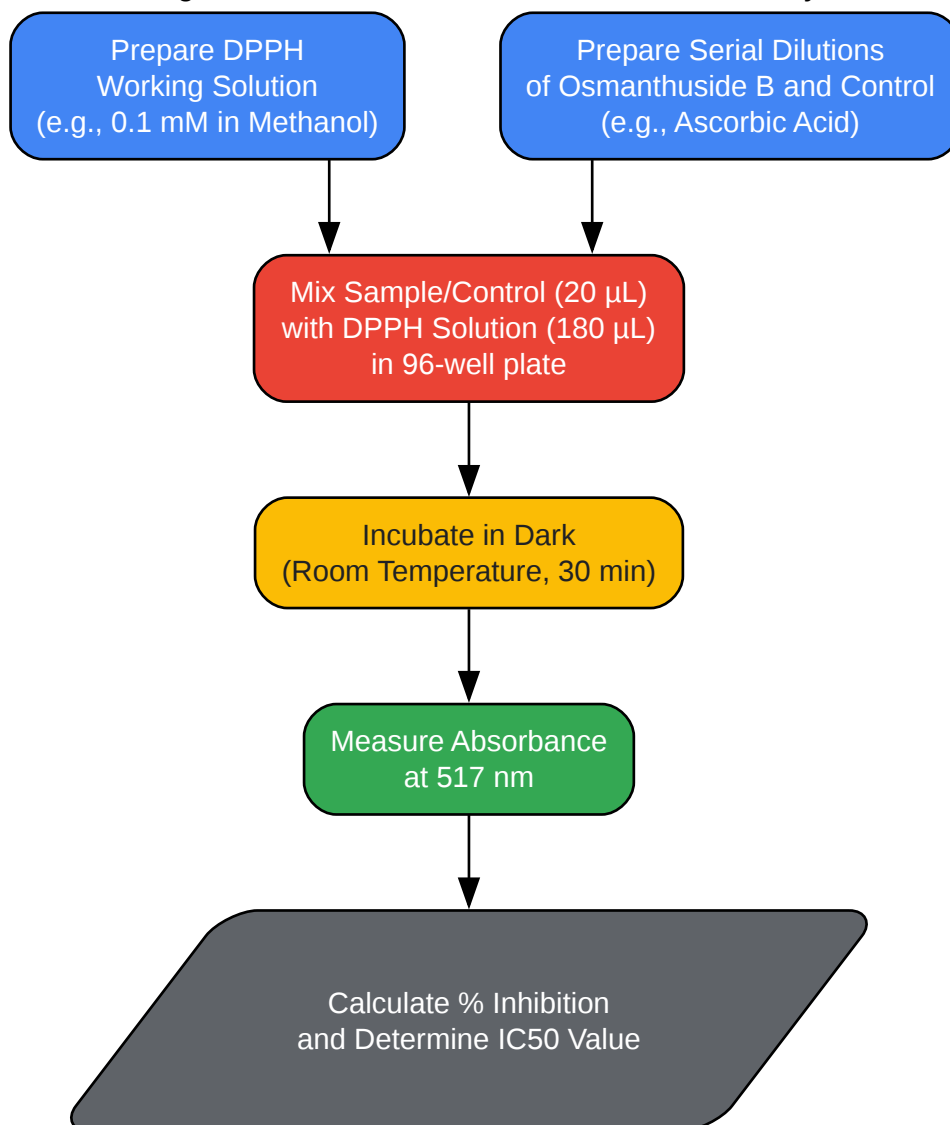 Prepare DPPH
Working Solution
(e.g., 0.1 mM in Methanol)
Prepare Serial Dilutions
of Osmanthuside B and Control
(e.g., Ascorbic Acid)
Mix Sample/Control (20 µL)
with DPPH Solution (180 µL)
in 96-well plate
Incubate in Dark
(Room Temperature, 30 min)
Measure Absorbance
at 517 nm
Calculate % Inhibition
and Determine IC50 Value